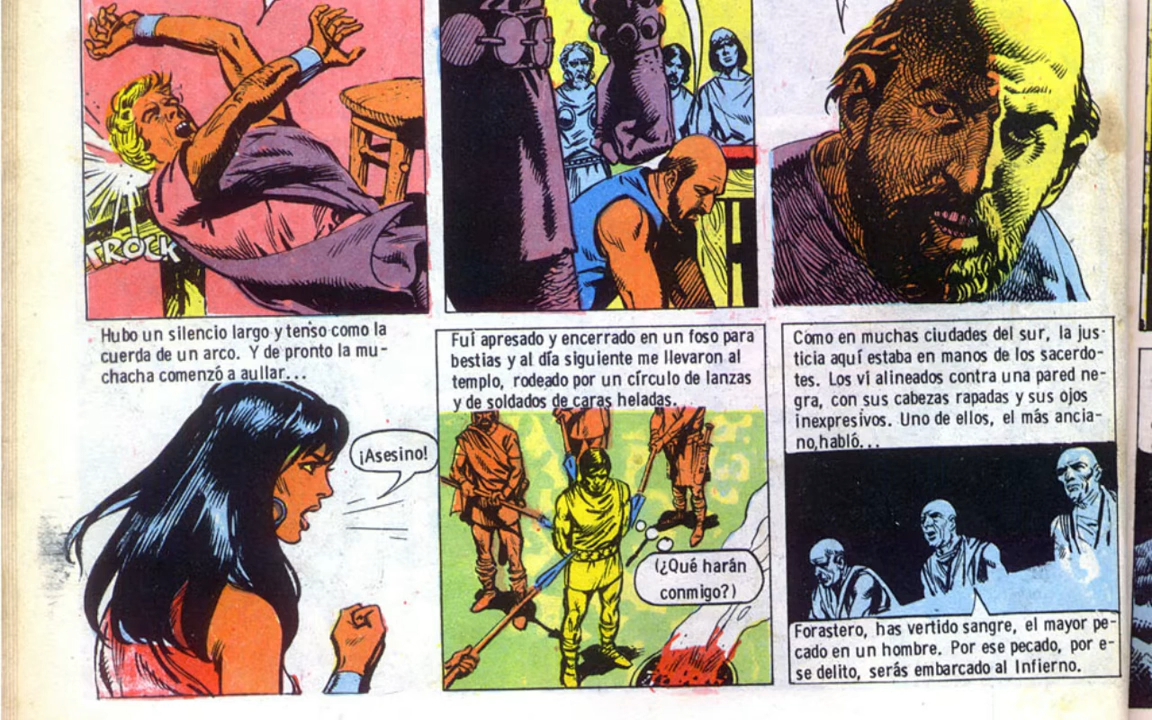 TROCK
Hubo un silencio largo y tenso como la
cuerda de un arco. Y de pronto la mu-
chacha comenzó a aullar...
¡Asesino!
Fui apresado y encerrado en un foso para
bestias y al día siguiente me llevaron al
templo, rodeado por un círculo de lanzas
y de soldados de caras heladas.
(¿Qué harán
conmigo?)
Como en muchas ciudades del sur, la jus-
ticia aquí estaba en manos de los sacerdo-
tes. Los vi alineados contra una pared ne-
gra, con sus cabezas rapadas y sus ojos
inexpresivos. Uno de ellos, el más ancia-
no, habló...
Forastero, has vertido sangre, el mayor pe-
cado en un hombre. Por ese pecado, por e-
se delito, serás embarcado al Infierno.